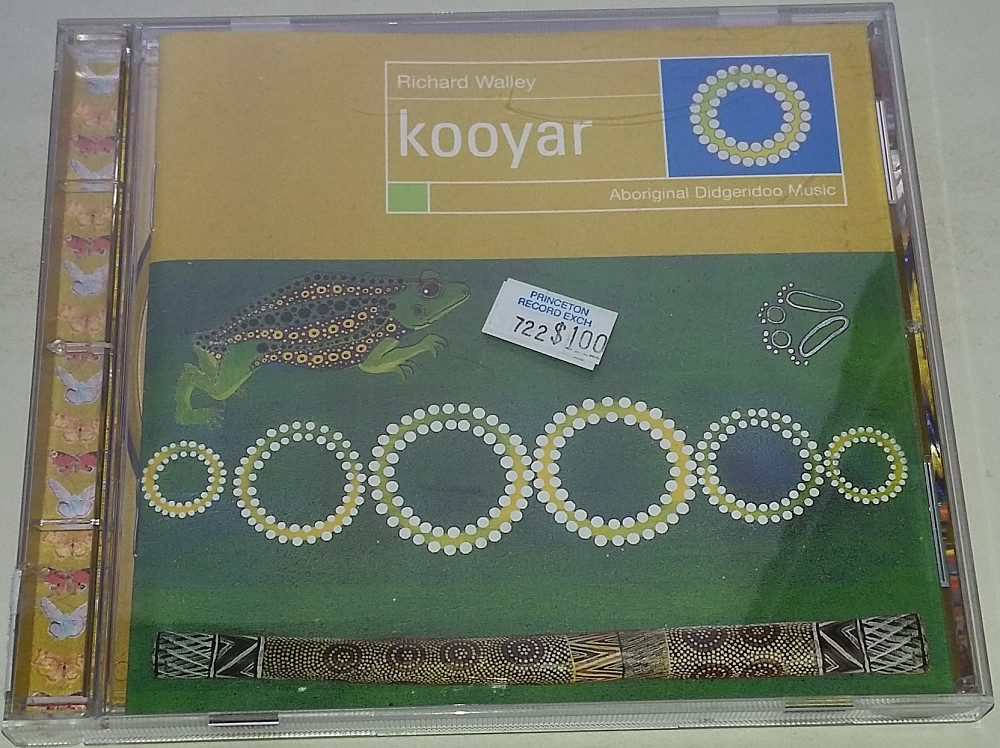 Richard Walley
kooyar
Aboriginal Didgeridoo Music
PRINCETON
RECORD EXCH
722$100